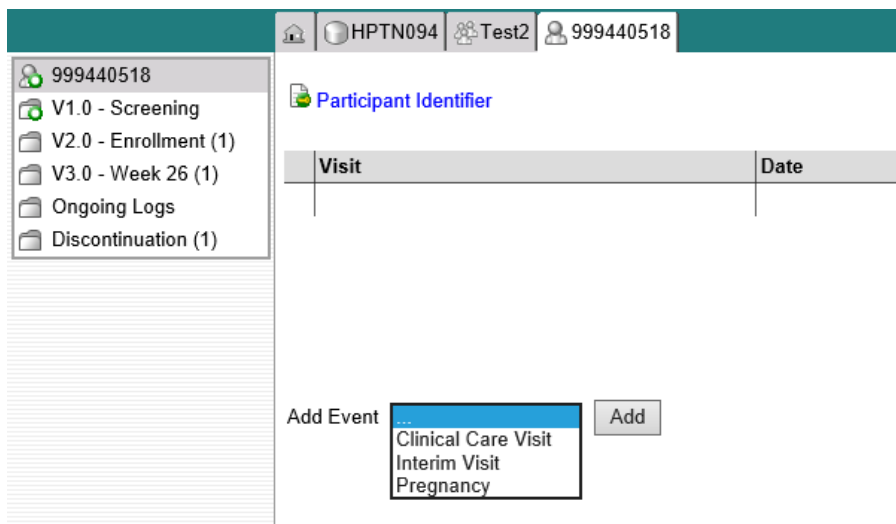 HPTN094 Test2 999440518
999440518
V1.0 - Screening
V2.0 - Enrollment (1)
V3.0 - Week 26 (1)
Ongoing Logs
Discontinuation (1)
Participant Identifier
Visit Date
Add Event ... Add
Clinical Care Visit
Interim Visit
Pregnancy